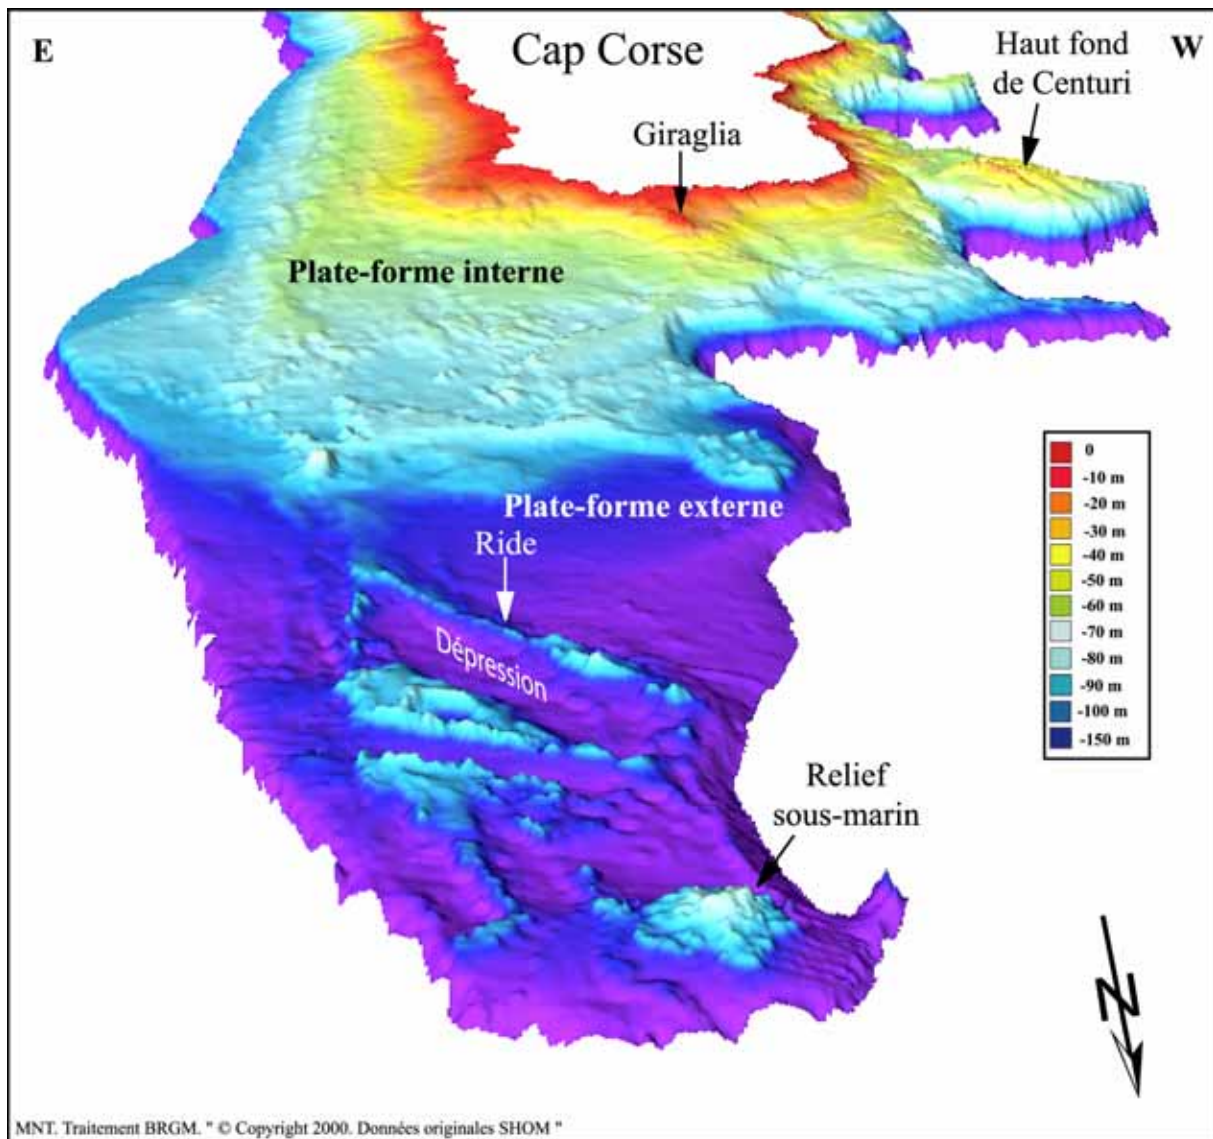 E
Cap Corse
Haut fond
de Centuri
W
Giraglia
Plate-forme interne
Plate-forme externe
Ride
Dépression
Relief
sous-marin
0
-10 m
-20 m
-30 m
-40 m
-50 m
-60 m
-70 m
-80 m
-90 m
-100 m
-150 m
N
MNT. Traitement BRGM. " © Copyright 2000. Données originales SHOM "